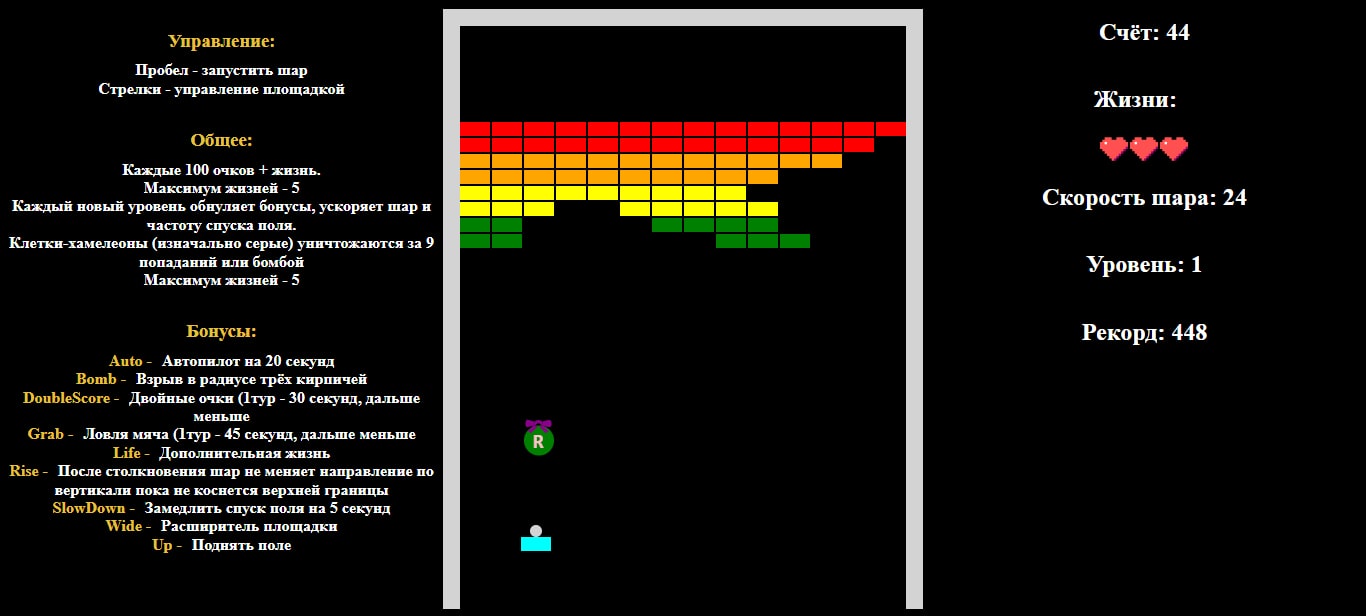 Управление:
Пробел - запустить шар
Стрелки - управление площадкой
Общее:
Каждые 100 очков + жизнь.
Максимум жизней - 5
Каждый новый уровень обнуляет бонусы, ускоряет шар и
частоту спуска поля.
Клетки-хамелеоны (изначально серые) уничтожаются за 9
попаданий или бомбой
Максимум жизней - 5
Бонусы:
Auto - Автопилот на 20 секунд
Bomb - Взрыв в радиусе трёх кирпичей
DoubleScore - Двойные очки (1тур - 30 секунд, дальше
меньше
Grab - Ловля мяча (1тур - 45 секунд, дальше меньше
Life - Дополнительная жизнь
Rise - После столкновения шар не меняет направление по
вертикали пока не коснется верхней границы
SlowDown - Замедлить спуск поля на 5 секунд
Wide - Расширитель площадки
Up - Поднять поле
R
Счёт: 44
Жизни:
Скорость шара: 24
Уровень: 1
Рекорд: 448